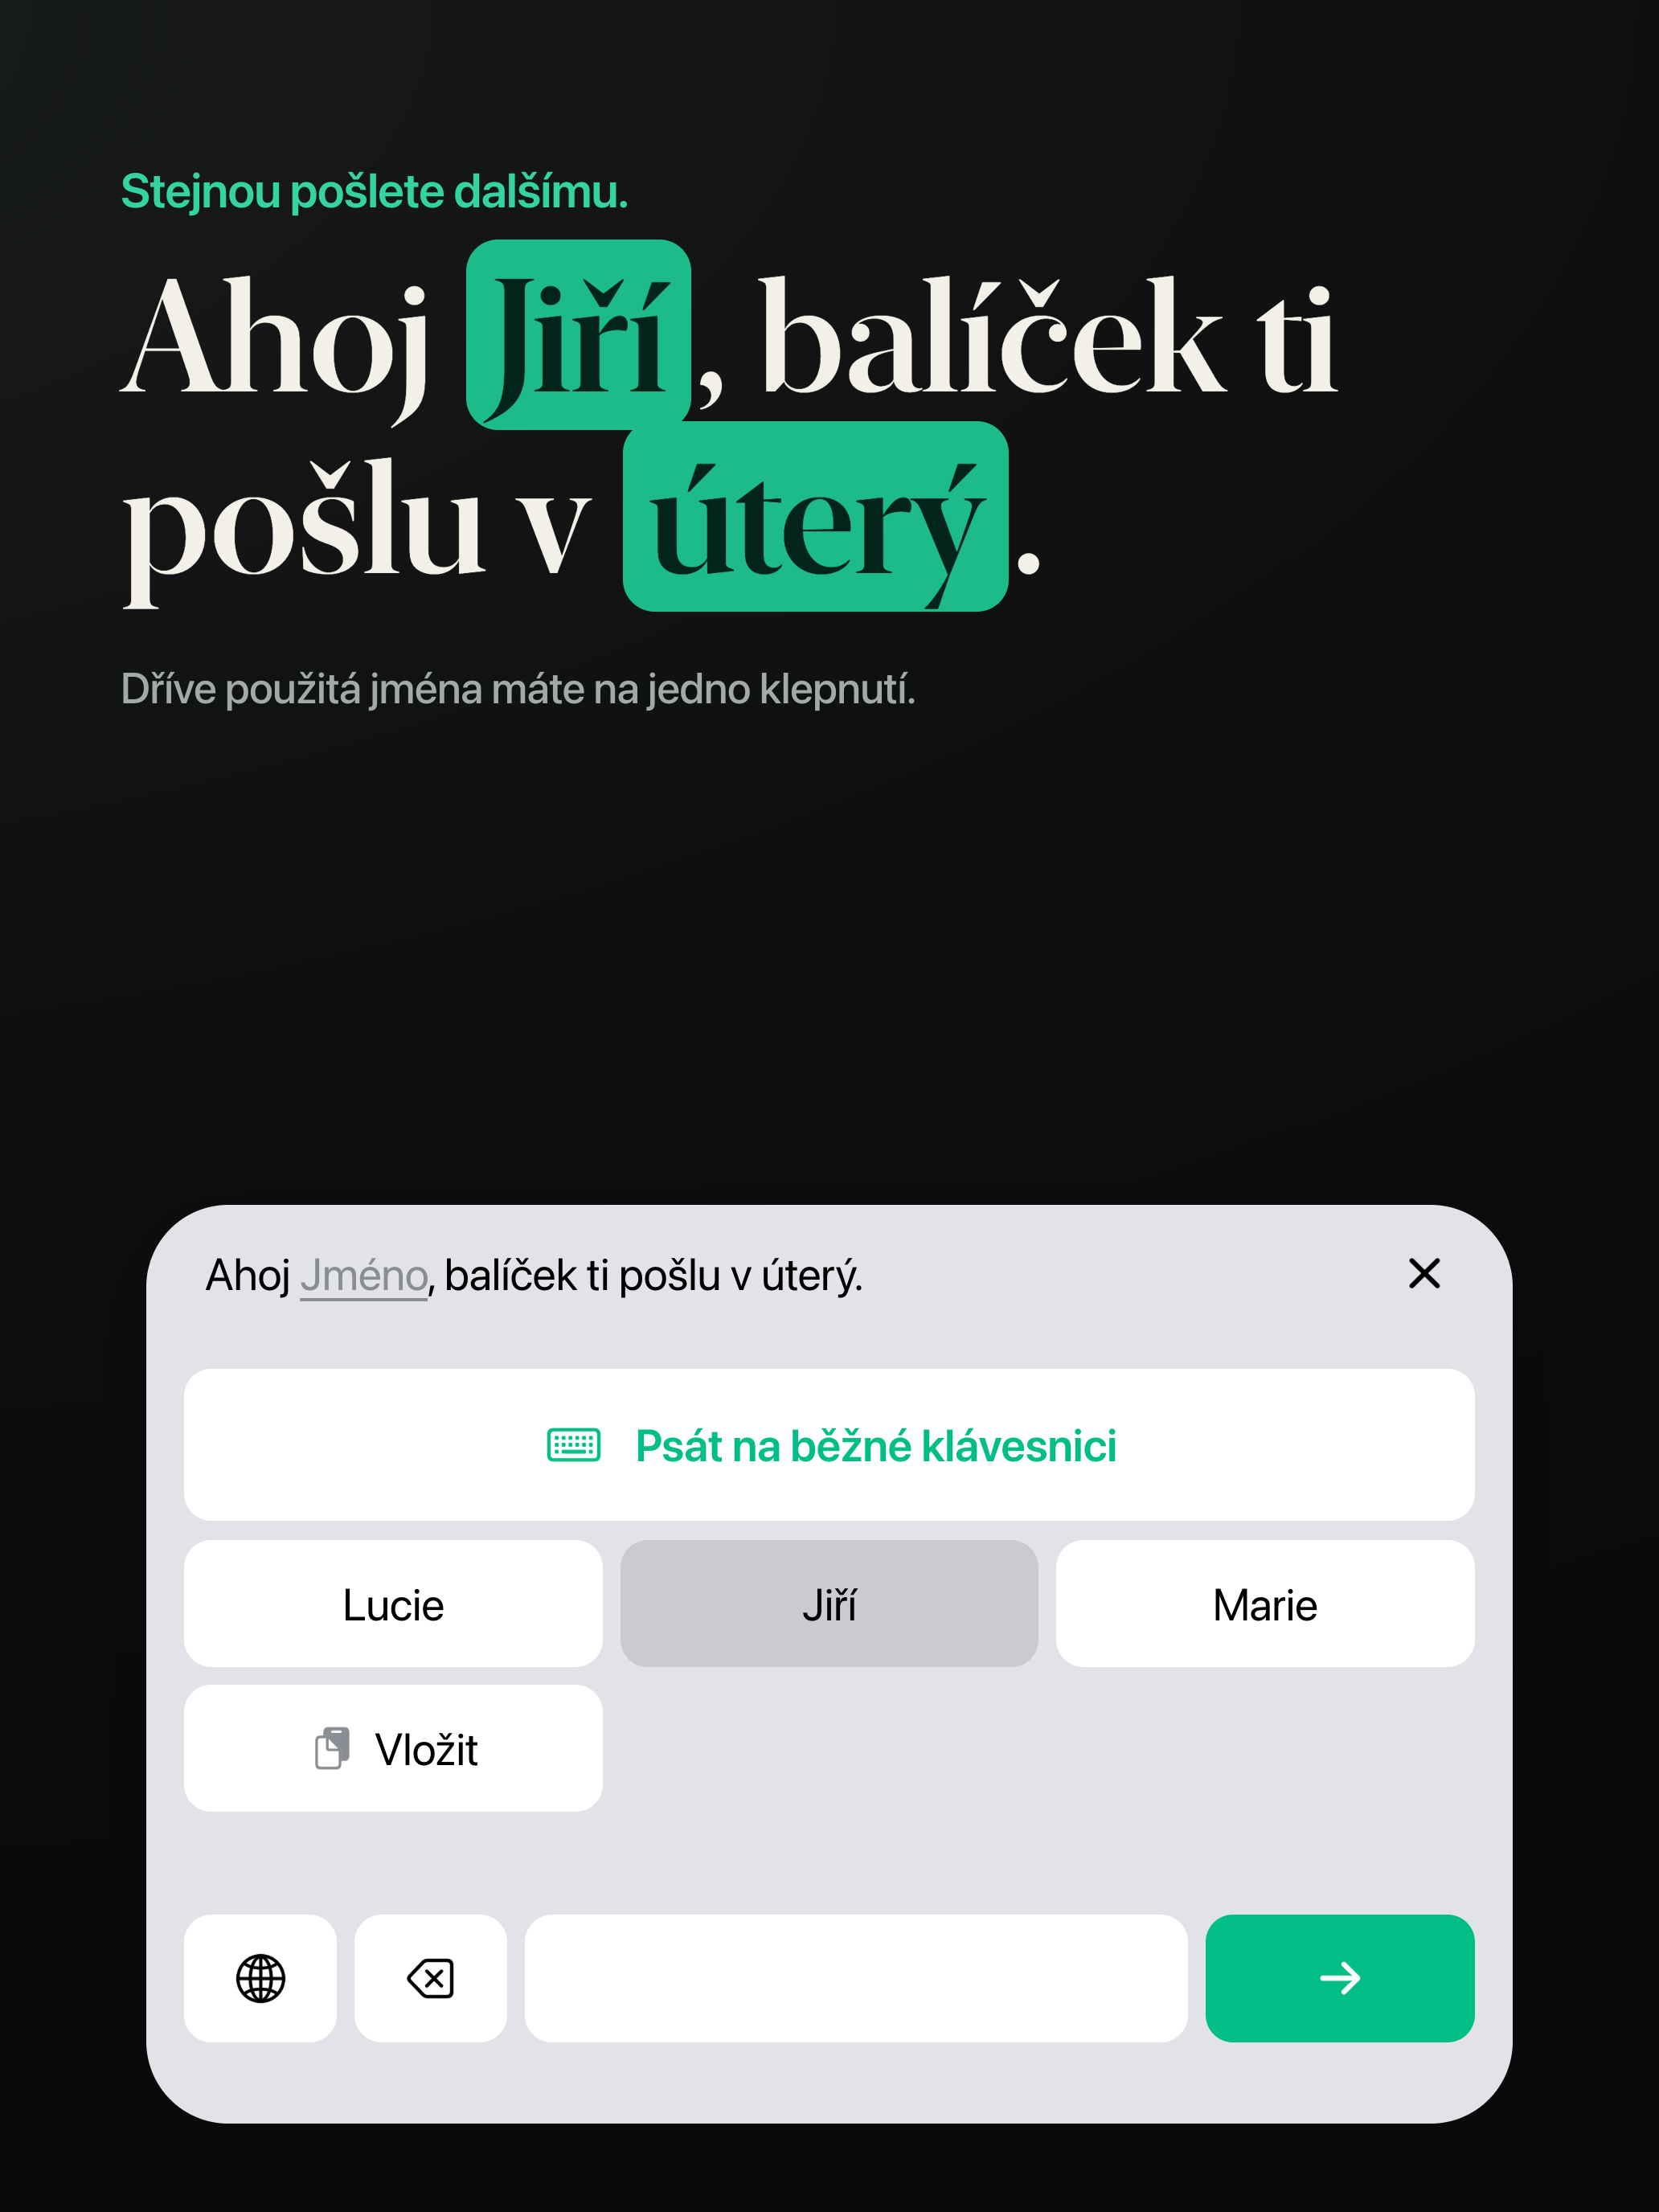 Stejnou pošlete dalšímu.
Ahoj Jiří, balíček ti
pošlu v úterý.
Dříve použitá jména máte na jedno klepnutí.
Ahoj Jméno, balíček ti pošlu v úterý.
Psát na běžné klávesnici
Lucie
Jiří
Marie
Vložit